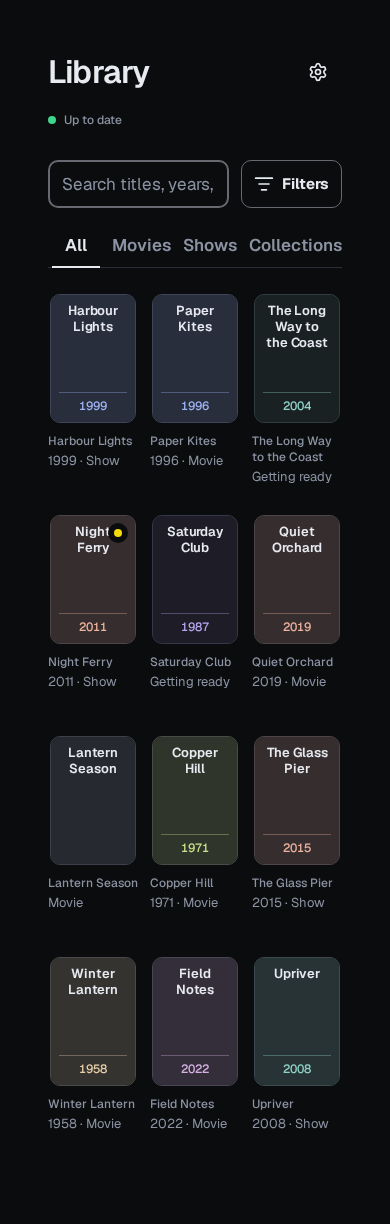 Library
Up to date
Search titles, years,
Filters
All Movies Shows Collections
Harbour
Lights
1999
Harbour Lights
1999 · Show
Paper
Kites
1996
Paper Kites
1996 · Movie
The Long
Way to
the Coast
2004
The Long Way
to the Coast
Getting ready
Night
Ferry
2011
Night Ferry
2011 · Show
Saturday
Club
1987
Saturday Club
Getting ready
Quiet
Orchard
2019
Quiet Orchard
2019 · Movie
Lantern
Season
Lantern Season
Movie
Copper
Hill
1971
Copper Hill
1971 · Movie
The Glass
Pier
2015
The Glass Pier
2015 · Show
Winter
Lantern
1958
Winter Lantern
1958 · Movie
Field
Notes
2022
Field Notes
2022 · Movie
Upriver
2008
Upriver
2008 · Show